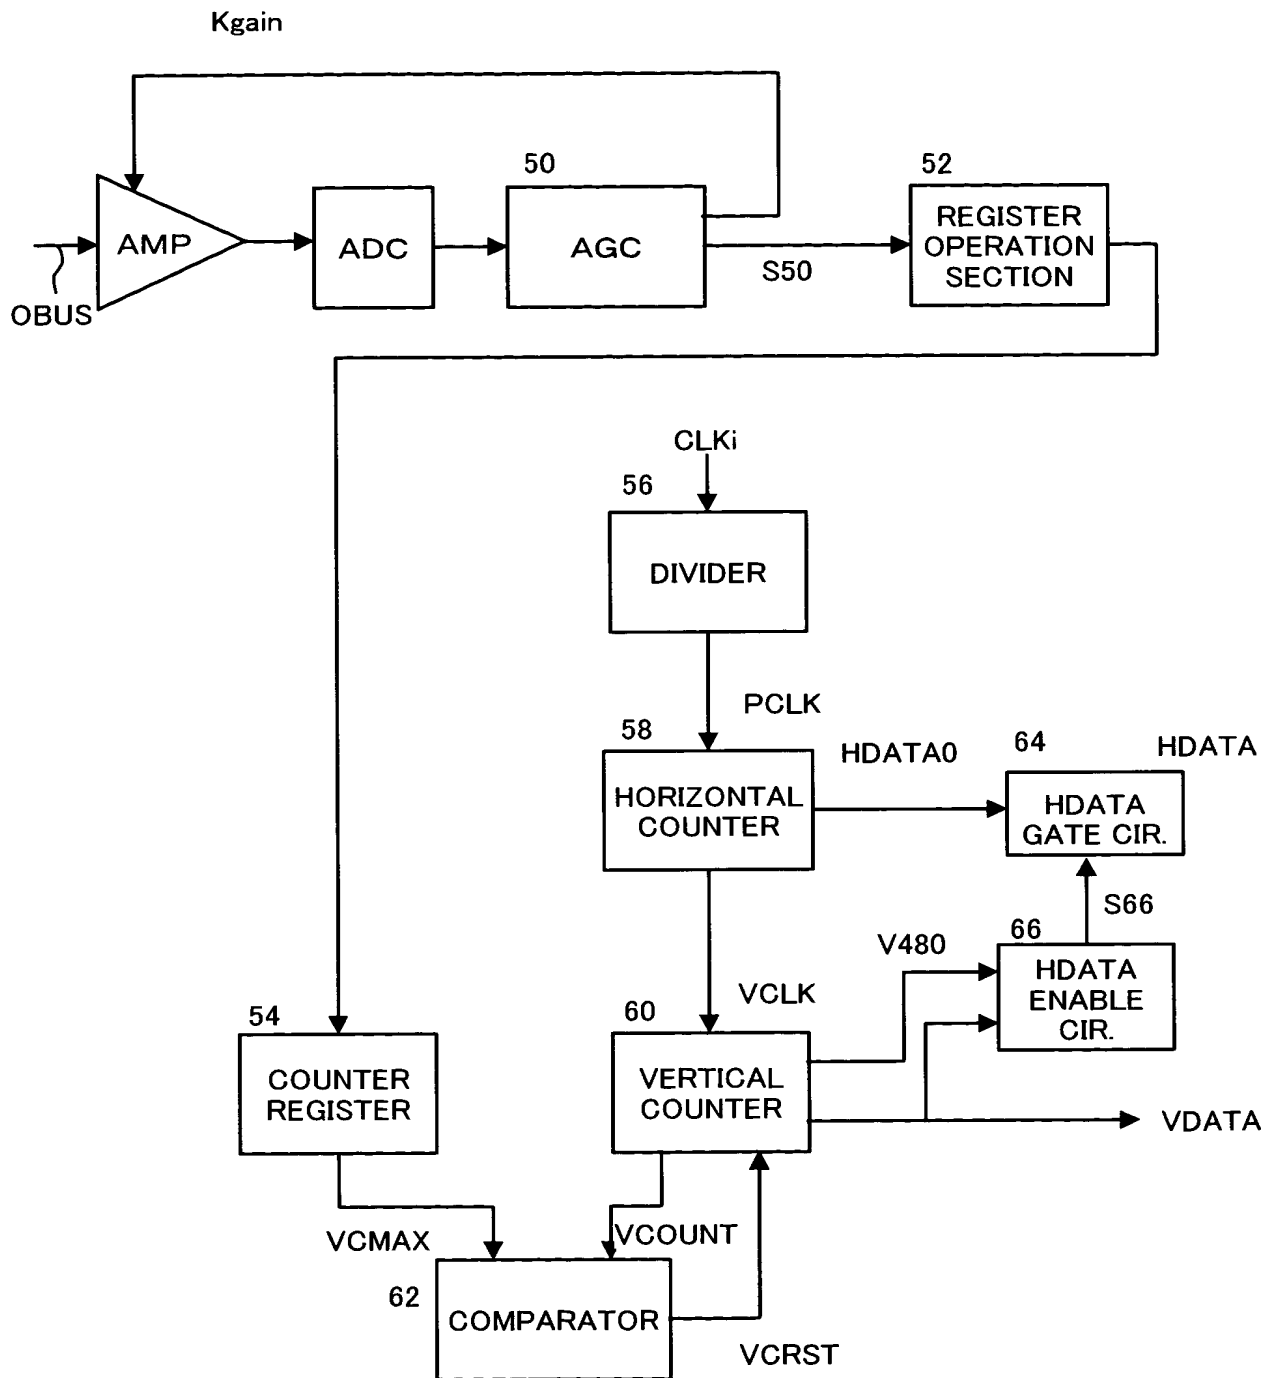 Kgain
50
52
AMP
ADC
AGC
REGISTER
OPERATION
SECTION
S50
OBUS
CLKi
56
DIVIDER
PCLK
58
HDATA0
64
HDATA
HORIZONTAL
COUNTER
HDATA
GATE CIR.
S66
V480
66
HDATA
ENABLE
CIR.
VCLK
54
60
COUNTER
REGISTER
VERTICAL
COUNTER
VDATA
VCMAX
VCOUNT
62
COMPARATOR
VCRST